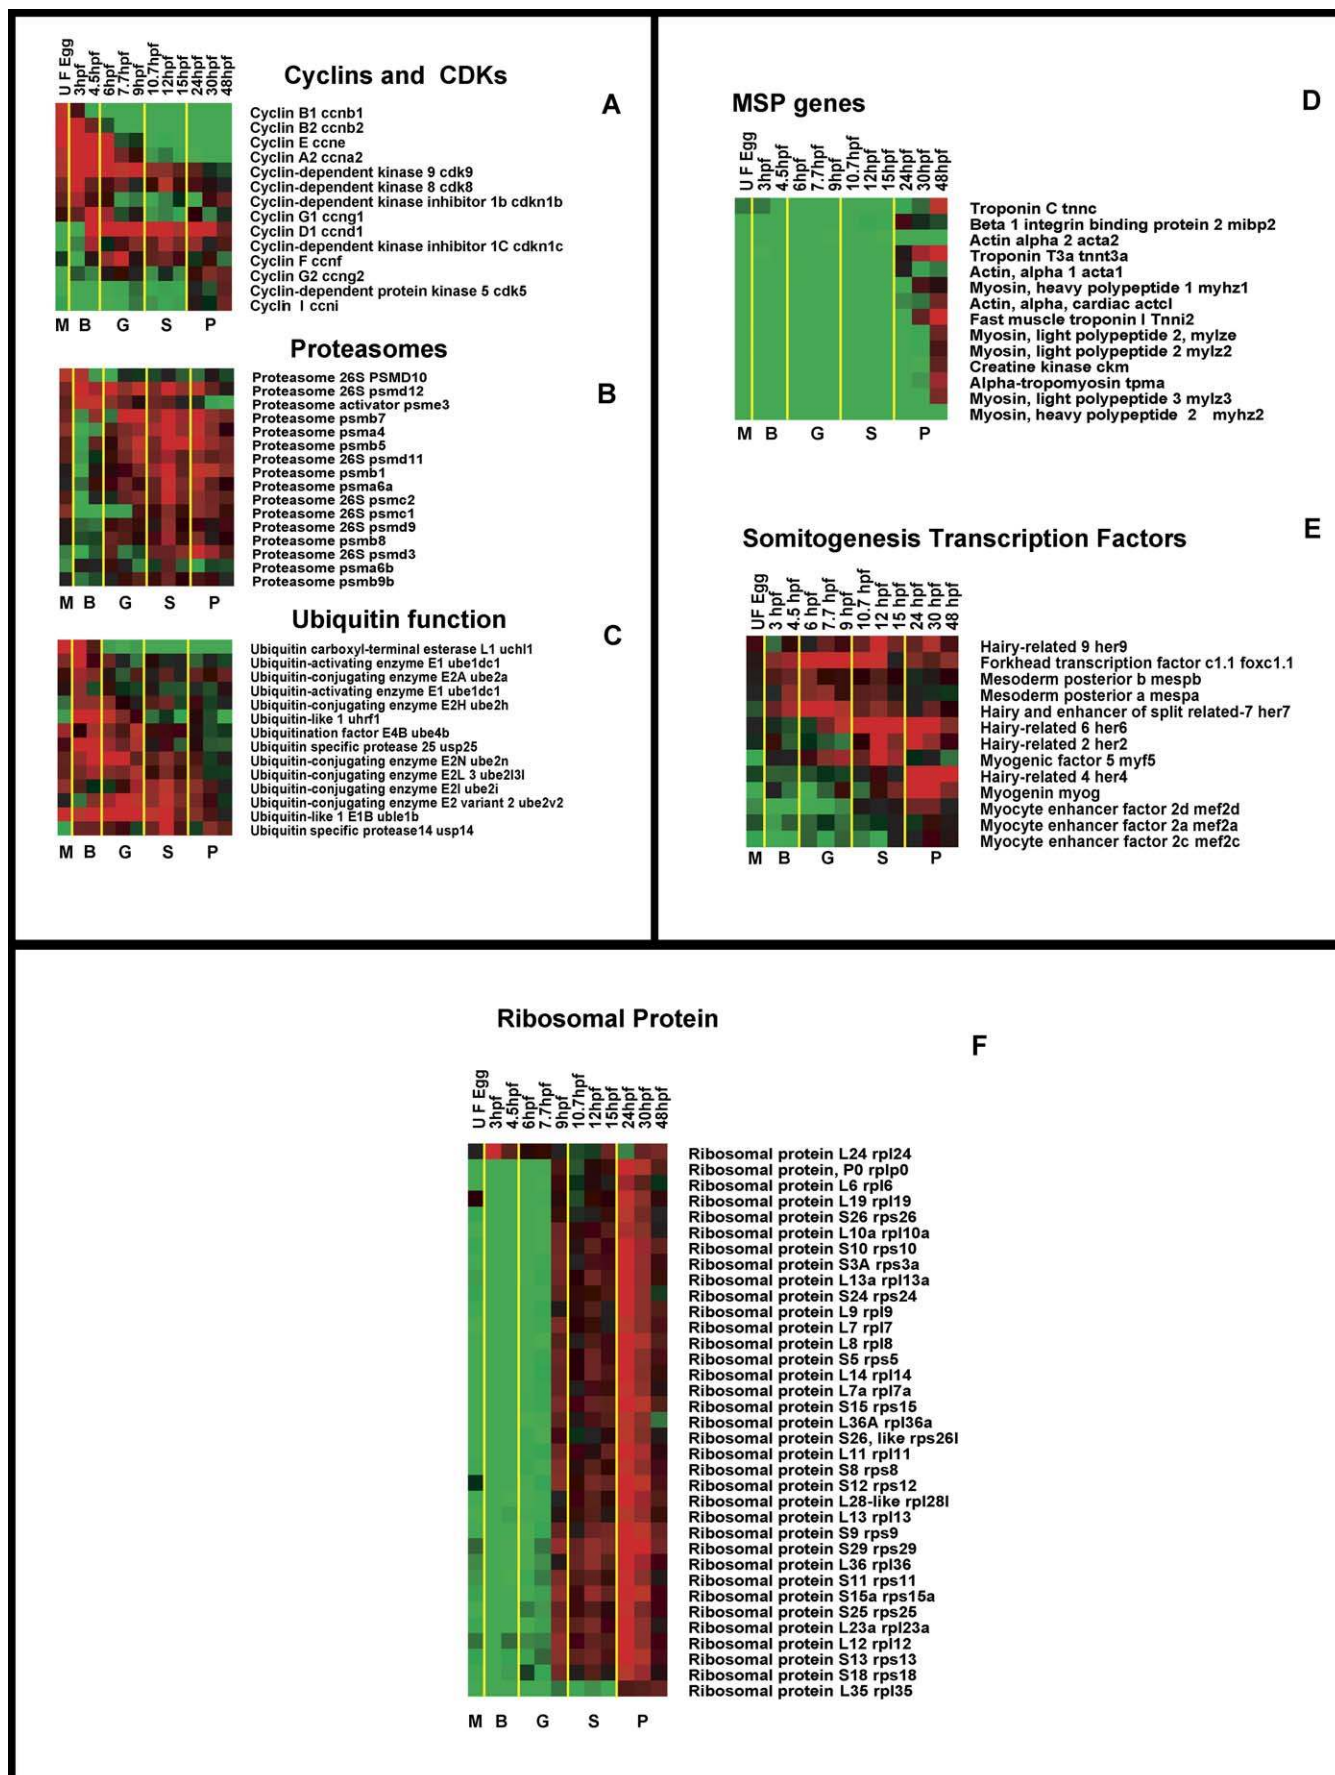 U F Egg
3hpf
4.5hpf
6hpf
7.7hpf
9hpf
10.7hpf
12hpf
15hpf
24hpf
30hpf
48hpf
Cyclins and CDKs
A
Cyclin B1 ccnb1
Cyclin B2 ccnb2
Cyclin E ccne
Cyclin A2 ccna2
Cyclin-dependent kinase 9 cdk9
Cyclin-dependent kinase 8 cdk8
Cyclin-dependent kinase inhibitor 1b cdkn1b
Cyclin G1 ccng1
Cyclin D1 ccnd1
Cyclin-dependent kinase inhibitor 1C cdkn1c
Cyclin F ccnf
Cyclin G2 ccng2
Cyclin-dependent protein kinase 5 cdk5
Cyclin I ccni
M B G S P
Proteasomes
B
Proteasome 26S PSMD10
Proteasome 26S psmd12
Proteasome activator psme3
Proteasome psmb7
Proteasome psma4
Proteasome psmb5
Proteasome 26S psmd11
Proteasome psmb1
Proteasome psma6a
Proteasome 26S psmc2
Proteasome 26S psmc1
Proteasome 26S psmd9
Proteasome psmb8
Proteasome 26S psmd3
Proteasome psma6b
Proteasome psmb9b
M B G S P
Ubiquitin function
C
Ubiquitin carboxyl-terminal esterase L1 uchl1
Ubiquitin-activating enzyme E1 ube1dc1
Ubiquitin-conjugating enzyme E2A ube2a
Ubiquitin-activating enzyme E1 ube1dc1
Ubiquitin-conjugating enzyme E2H ube2h
Ubiquitin-like 1 uhrf1
Ubiquitination factor E4B ube4b
Ubiquitin specific protease 25 usp25
Ubiquitin-conjugating enzyme E2N ube2n
Ubiquitin-conjugating enzyme E2L 3 ube2l3l
Ubiquitin-conjugating enzyme E2I ube2i
Ubiquitin-conjugating enzyme E2 variant 2 ube2v2
Ubiquitin-like 1 E1B uble1b
Ubiquitin specific protease14 usp14
M B G S P
MSP genes
D
U F Egg
3hpf
4.5hpf
6hpf
7.7hpf
9hpf
10.7hpf
12hpf
15hpf
24hpf
30hpf
48hpf
Troponin C tnnc
Beta 1 integrin binding protein 2 mibp2
Actin alpha 2 acta2
Troponin T3a tnnt3a
Actin, alpha 1 acta1
Myosin, heavy polypeptide 1 myhz1
Actin, alpha, cardiac actcl
Fast muscle troponin I Tnni2
Myosin, light polypeptide 2, mylze
Myosin, light polypeptide 2 mylz2
Creatine kinase ckm
Alpha-tropomyosin tpma
Myosin, light polypeptide 3 mylz3
Myosin, heavy polypeptide 2 myhz2
M B G S P
Somitogenesis Transcription Factors
E
UF Egg
3 hpf
4.5 hpf
6 hpf
7.7 hpf
9 hpf
10.7 hpf
12 hpf
15 hpf
24 hpf
30 hpf
48 hpf
Hairy-related 9 her9
Forkhead transcription factor c1.1 foxc1.1
Mesoderm posterior b mespb
Mesoderm posterior a mespa
Hairy and enhancer of split related-7 her7
Hairy-related 6 her6
Hairy-related 2 her2
Myogenic factor 5 myf5
Hairy-related 4 her4
Myogenin myog
Myocyte enhancer factor 2d mef2d
Myocyte enhancer factor 2a mef2a
Myocyte enhancer factor 2c mef2c
M B G S P
Ribosomal Protein
F
U F Egg
3hpf
4.5hpf
6hpf
7.7hpf
9hpf
10.7hpf
12hpf
15hpf
24hpf
30hpf
48hpf
Ribosomal protein L24 rpl24
Ribosomal protein, P0 rplp0
Ribosomal protein L6 rpl6
Ribosomal protein L19 rpl19
Ribosomal protein S26 rps26
Ribosomal protein L10a rpl10a
Ribosomal protein S10 rps10
Ribosomal protein S3A rps3a
Ribosomal protein L13a rpl13a
Ribosomal protein S24 rps24
Ribosomal protein L9 rpl9
Ribosomal protein L7 rpl7
Ribosomal protein L8 rpl8
Ribosomal protein S5 rps5
Ribosomal protein L14 rpl14
Ribosomal protein L7a rpl7a
Ribosomal protein S15 rps15
Ribosomal protein L36A rpl36a
Ribosomal protein S26, like rps26l
Ribosomal protein L11 rpl11
Ribosomal protein S8 rps8
Ribosomal protein S12 rps12
Ribosomal protein L28-like rpl28l
Ribosomal protein L13 rpl13
Ribosomal protein S9 rps9
Ribosomal protein S29 rps29
Ribosomal protein L36 rpl36
Ribosomal protein S11 rps11
Ribosomal protein S15a rps15a
Ribosomal protein S25 rps25
Ribosomal protein L23a rpl23a
Ribosomal protein L12 rpl12
Ribosomal protein S13 rps13
Ribosomal protein S18 rps18
Ribosomal protein L35 rpl35
M B G S P